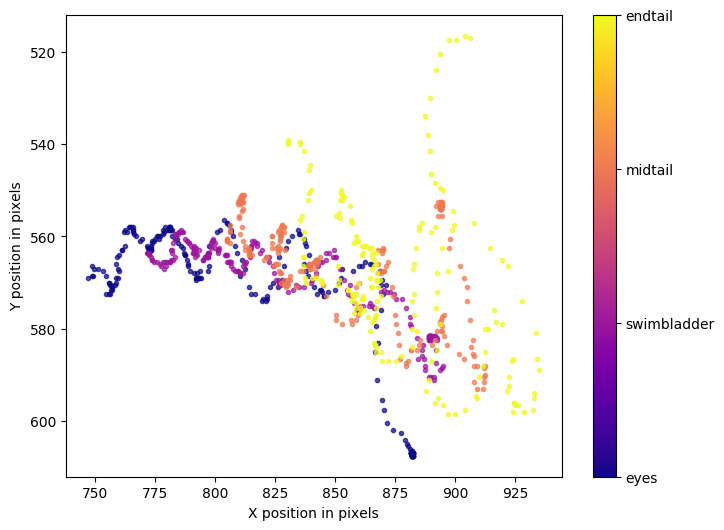 520
540
560
580
600
Y position in pixels
750
775
800
825
850
875
900
925
X position in pixels
endtail
midtail
swimbladder
eyes